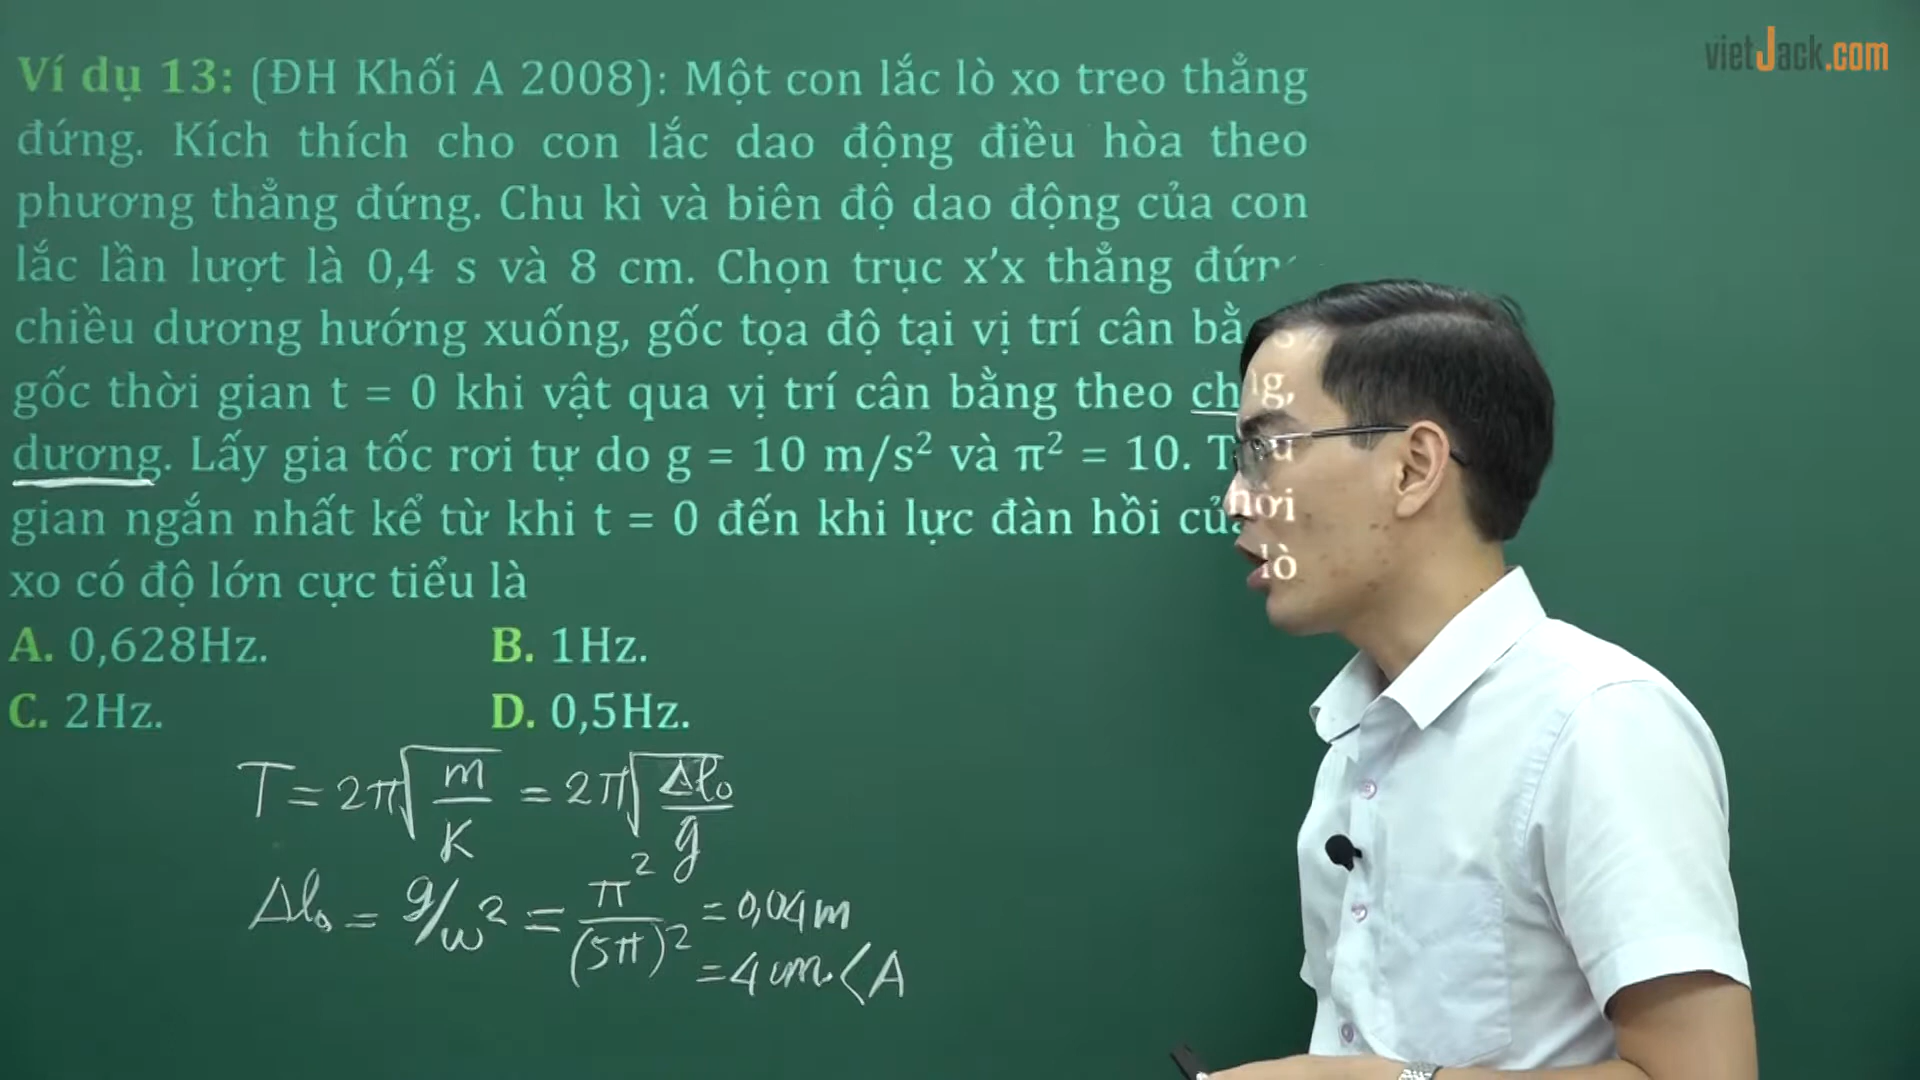 vietJack.com
Ví dụ 13: (ĐH Khối A 2008): Một con lắc lò xo treo thẳng
đứng. Kích thích cho con lắc dao động điều hòa theo
phương thẳng đứng. Chu kì và biên độ dao động của con
lắc lần lượt là 0,4 s và 8 cm. Chọn trục x’x thẳng
chiều dương hướng xuống, gốc tọa độ tại vị trí cân
gốc thời gian t = 0 khi vật qua vị trí cân bằng theo
dương. Lấy gia tốc rơi tự do g = 10 m/s² và π² = 10.
gian ngắn nhất kể từ khi t = 0 đến khi lực đàn hồi lò
xo có độ lớn cực tiểu là
A. 0,628Hz. B. 1Hz.
C. 2Hz. D. 0,5Hz.
T = 2π√(m/K) = 2π√(Δl₀/g)
Δl₀ = g/ω² = π²/(5π)² = 0,04m
= 4cm < A